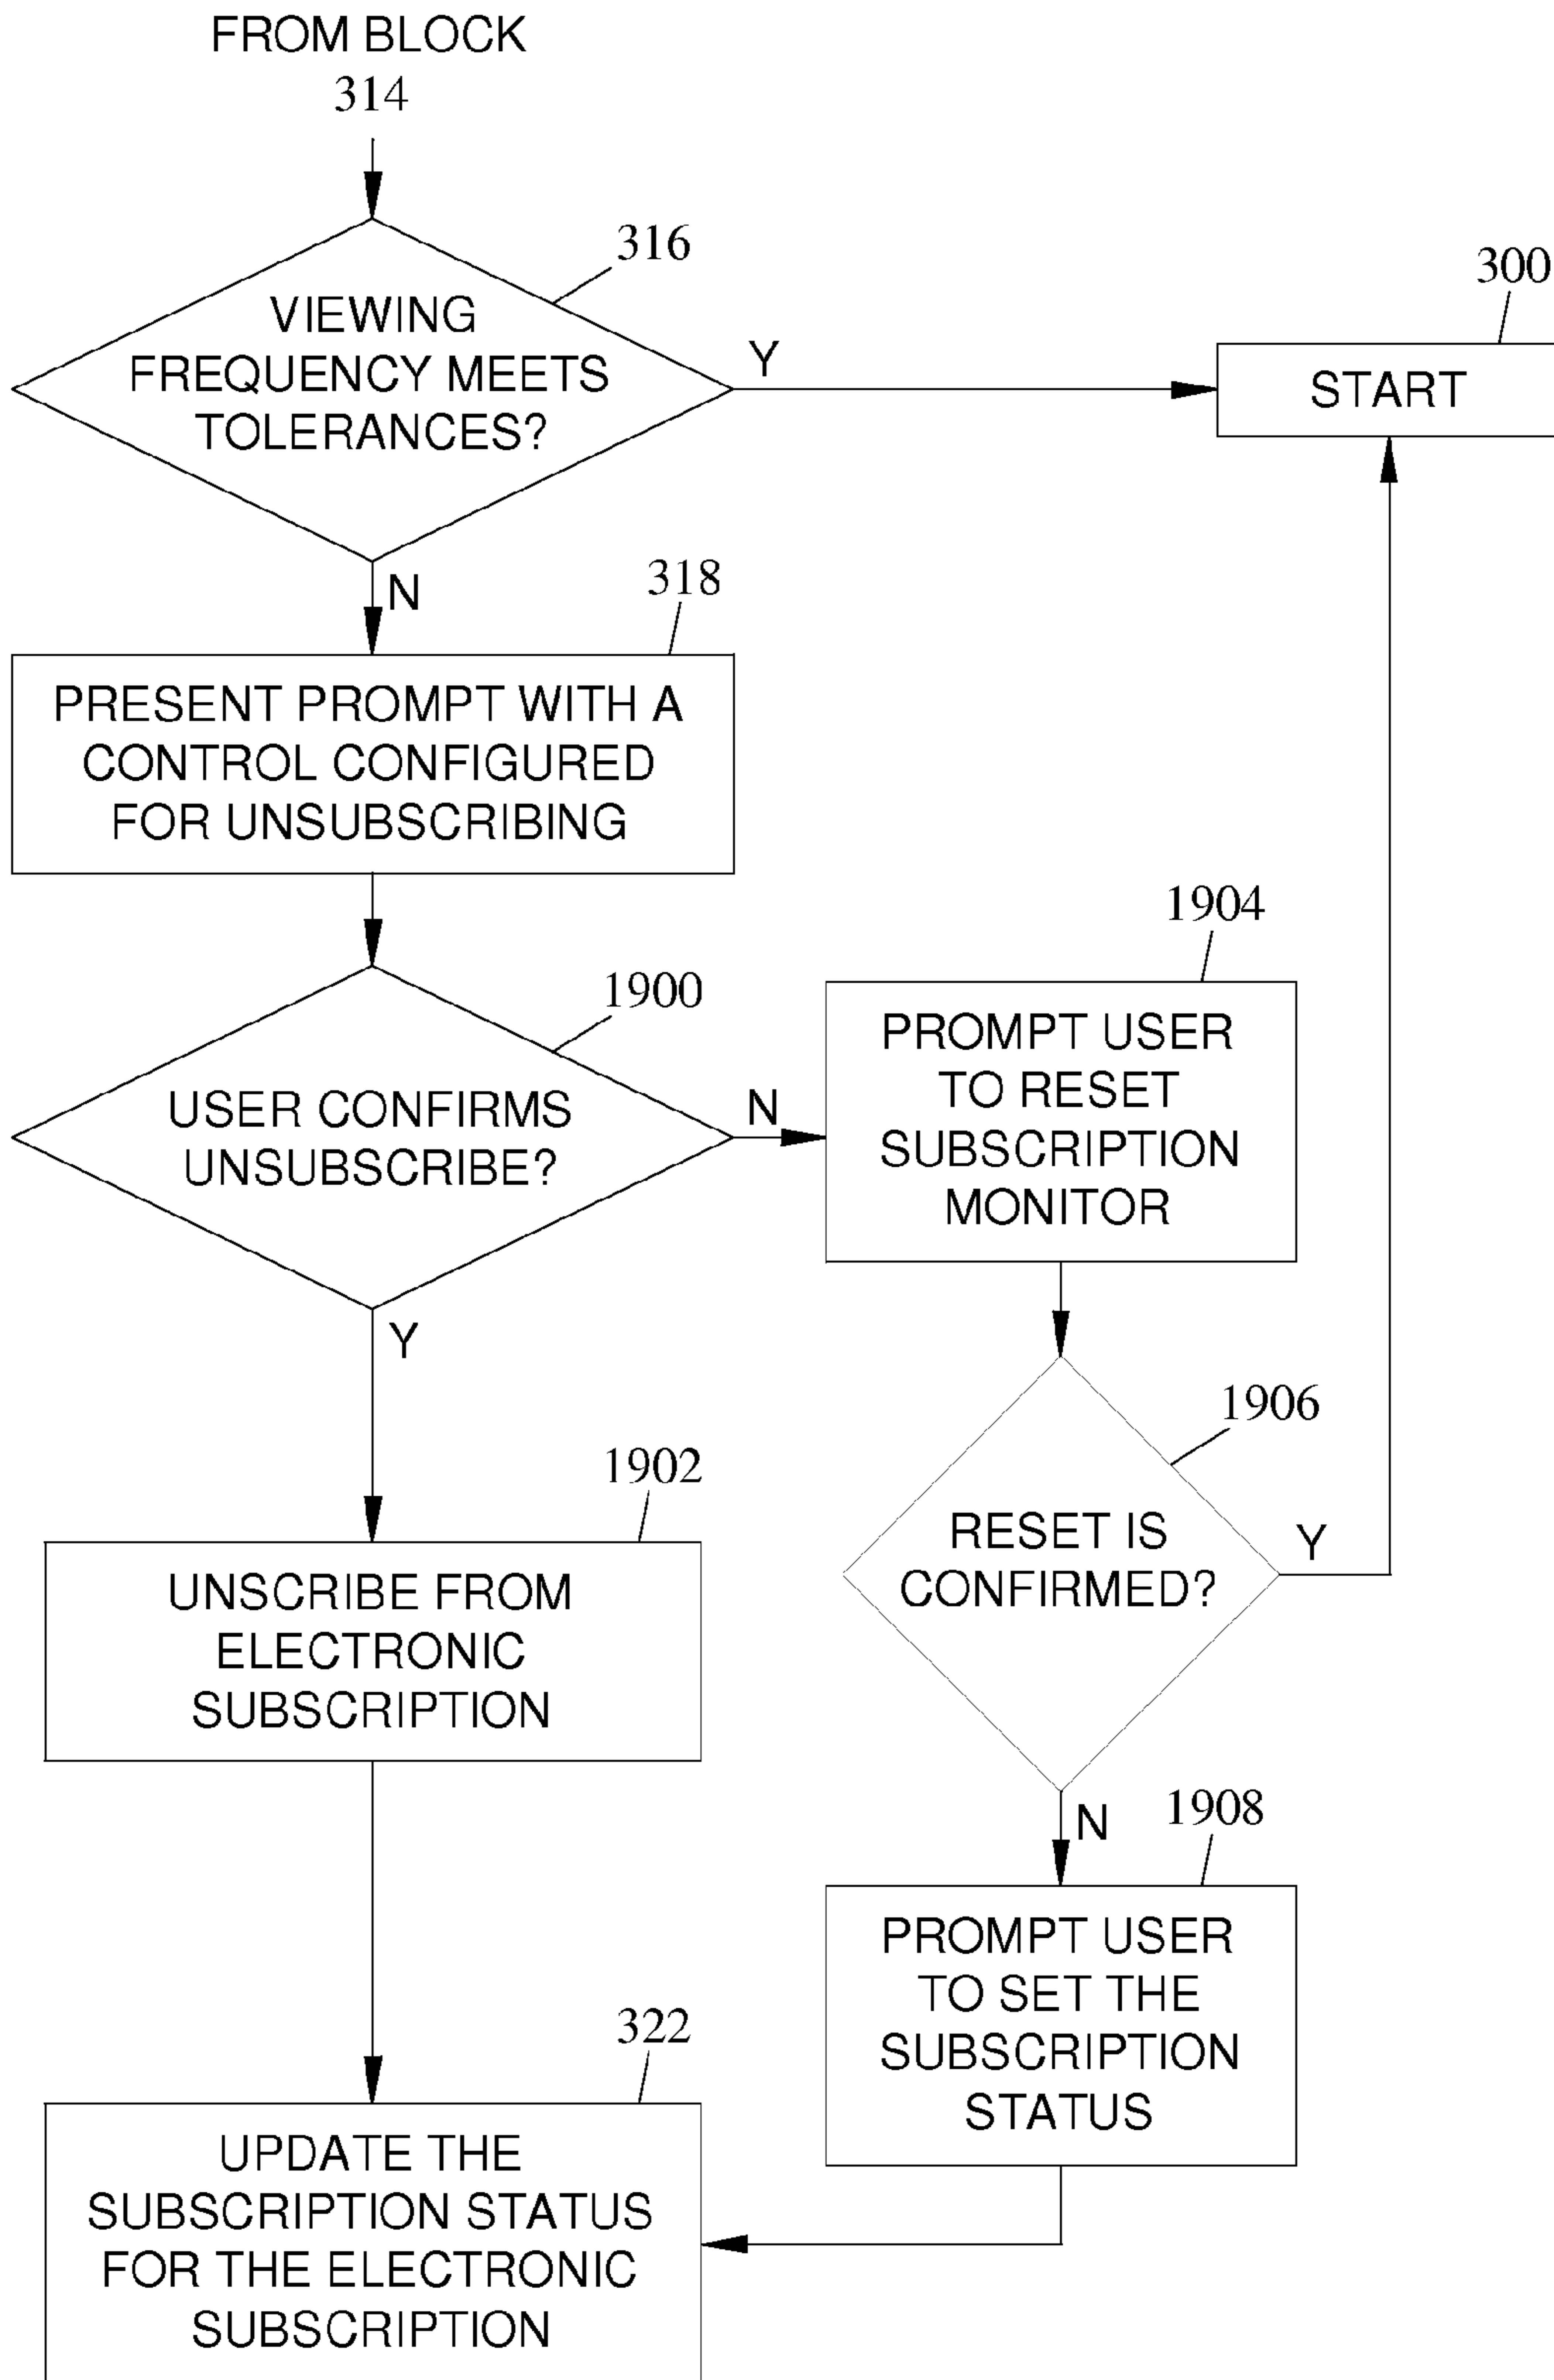 FROM BLOCK
314
316
VIEWING
FREQUENCY MEETS
TOLERANCES?
Y
300
START
N
318
PRESENT PROMPT WITH A
CONTROL CONFIGURED
FOR UNSUBSCRIBING
1900
USER CONFIRMS
UNSUBSCRIBE?
N
1904
PROMPT USER
TO RESET
SUBSCRIPTION
MONITOR
Y
1906
RESET IS
CONFIRMED?
Y
1902
UNSCRIBE FROM
ELECTRONIC
SUBSCRIPTION
N
1908
PROMPT USER
TO SET THE
SUBSCRIPTION
STATUS
322
UPDATE THE
SUBSCRIPTION STATUS
FOR THE ELECTRONIC
SUBSCRIPTION